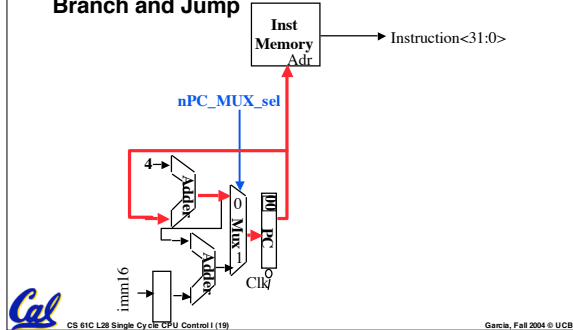 Branch and Jump
Inst
Memory
Adr
Instruction<31:0>
nPC_MUX_sel
4
Adder
0
Mux
1
00
PC
Adder
Clk
imm16
Cal
CS 61C L28 Single Cycle CPU Control I (19)
Garcia, Fall 2004 © UCB